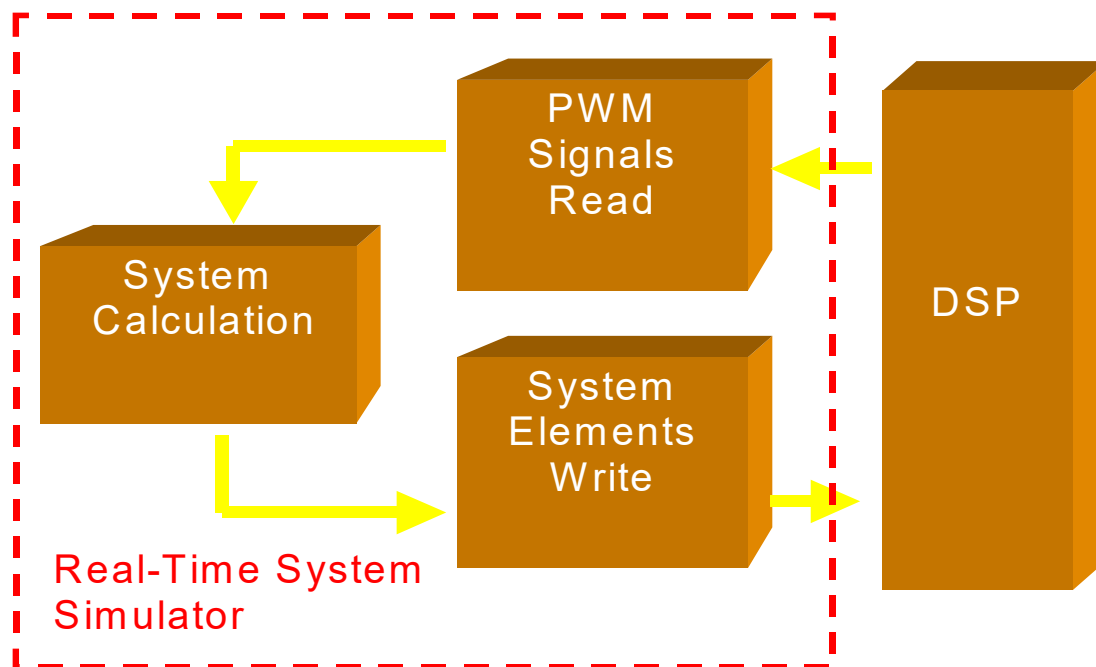 PWM
Signals
Read
System
Calculation
DSP
System
Elements
Write
Real-Time System
Simulator